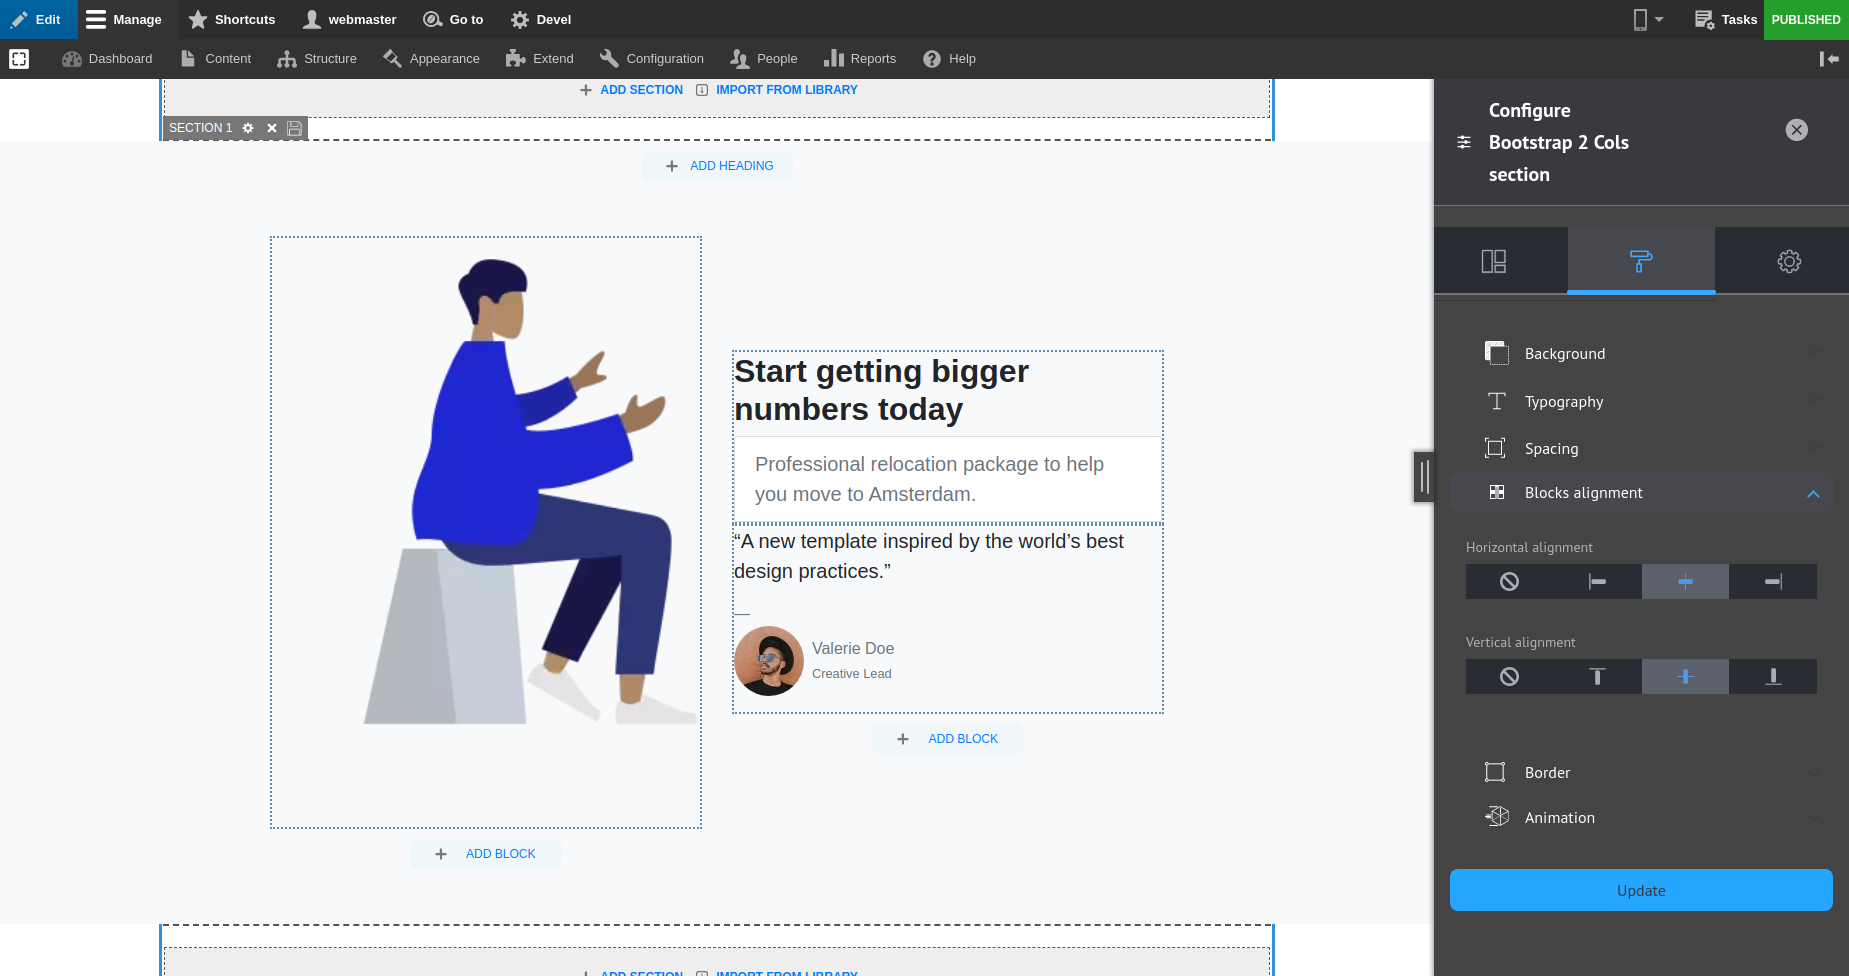 Edit Manage Shortcuts webmaster Go to Devel Tasks PUBLISHED
Dashboard Content Structure Appearance Extend Configuration People Reports Help
ADD SECTION IMPORT FROM LIBRARY
SECTION 1
ADD HEADING
Start getting bigger
numbers today
Professional relocation package to help
you move to Amsterdam.
“A new template inspired by the world’s best
design practices.”
—
Valerie Doe
Creative Lead
ADD BLOCK
ADD BLOCK
ADD SECTION IMPORT FROM LIBRARY
Configure
Bootstrap 2 Cols
section
Background
Typography
Spacing
Blocks alignment
Horizontal alignment
Vertical alignment
Border
Animation
Update